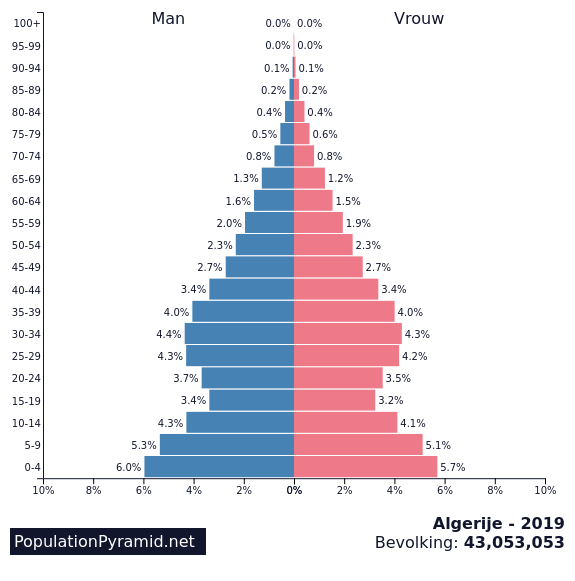 Man Vrouw
100+ 0.0% 0.0%
95-99 0.0% 0.0%
90-94 0.1% 0.1%
85-89 0.2% 0.2%
80-84 0.4% 0.4%
75-79 0.5% 0.6%
70-74 0.8% 0.8%
65-69 1.3% 1.2%
60-64 1.6% 1.5%
55-59 2.0% 1.9%
50-54 2.3% 2.3%
45-49 2.7% 2.7%
40-44 3.4% 3.4%
35-39 4.0% 4.0%
30-34 4.4% 4.3%
25-29 4.3% 4.2%
20-24 3.7% 3.5%
15-19 3.4% 3.2%
10-14 4.3% 4.1%
5-9 5.3% 5.1%
0-4 6.0% 5.7%
10% 8% 6% 4% 2% 0% 2% 4% 6% 8% 10%
Algerije - 2019
PopulationPyramid.net
Bevolking: 43,053,053